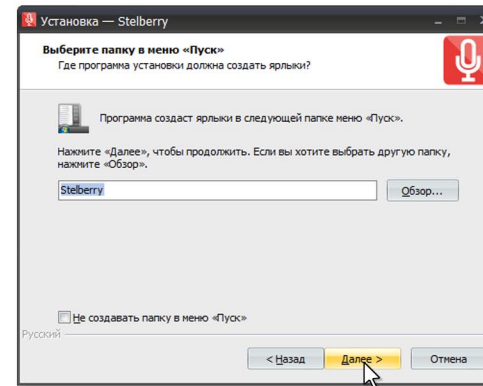 Установка — Stelberry
Выберите папку в меню «Пуск»
Где программа установки должна создать ярлыки?
Программа создаст ярлыки в следующей папке меню «Пуск».
Нажмите «Далее», чтобы продолжить. Если вы хотите выбрать другую папку,
нажмите «Обзор».
Stelberry
Обзор...
Не создавать папку в меню «Пуск»
Русский
< Назад
Далее >
Отмена